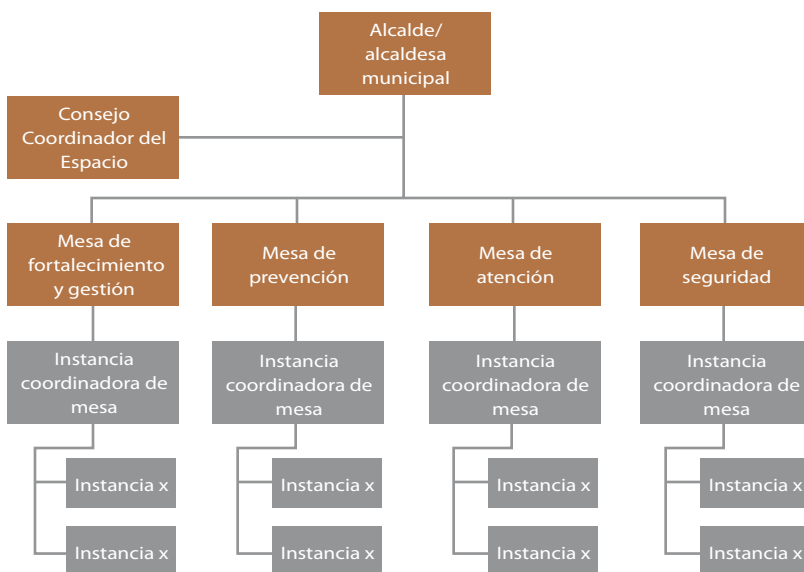 Alcalde/
alcaldesa
municipal
Consejo
Coordinador del
Espacio
Mesa de
fortalecimiento
y gestión
Mesa de
prevención
Mesa de
atención
Mesa de
seguridad
Instancia
coordinadora de
mesa
Instancia
coordinadora de
mesa
Instancia
coordinadora de
mesa
Instancia
coordinadora de
mesa
Instancia x
Instancia x
Instancia x
Instancia x
Instancia x
Instancia x
Instancia x
Instancia x